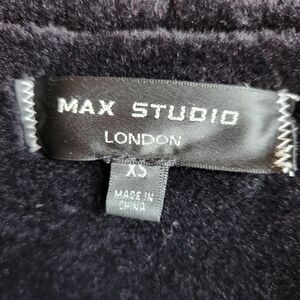 MAX STUDIO
LONDON
XS
MADE IN
CHINA